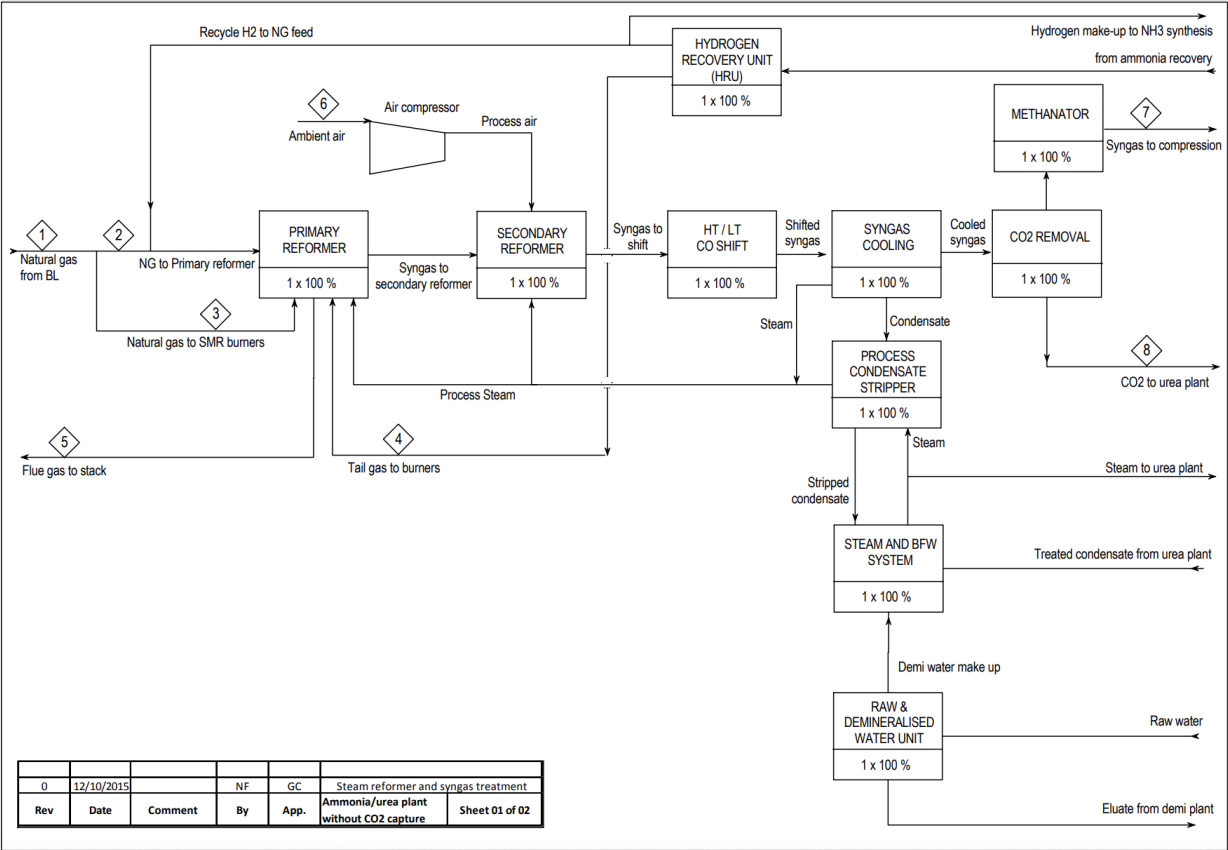 Recycle H2 to NG feed
HYDROGEN
RECOVERY UNIT
(HRU)
1 x 100 %
Hydrogen make-up to NH3 synthesis
from ammonia recovery
6
Air compressor
Ambient air
Process air
METHANATOR
1 x 100 %
7
Syngas to compression
1
Natural gas
from BL
2
NG to Primary reformer
PRIMARY
REFORMER
1 x 100 %
Syngas to
secondary reformer
SECONDARY
REFORMER
1 x 100 %
Syngas to
shift
HT / LT
CO SHIFT
1 x 100 %
Shifted
syngas
SYNGAS
COOLING
1 x 100 %
Cooled
syngas
CO2 REMOVAL
1 x 100 %
3
Natural gas to SMR burners
Steam
Condensate
8
CO2 to urea plant
PROCESS
CONDENSATE
STRIPPER
1 x 100 %
Process Steam
5
Flue gas to stack
4
Tail gas to burners
Steam
Steam to urea plant
Stripped
condensate
STEAM AND BFW
SYSTEM
1 x 100 %
Treated condensate from urea plant
Demi water make up
RAW &
DEMINERALISED
WATER UNIT
1 x 100 %
Raw water
Eluate from demi plant
0 12/10/2015 NF GC Steam reformer and syngas treatment
Rev Date Comment By App. Ammonia/urea plant
without CO2 capture Sheet 01 of 02